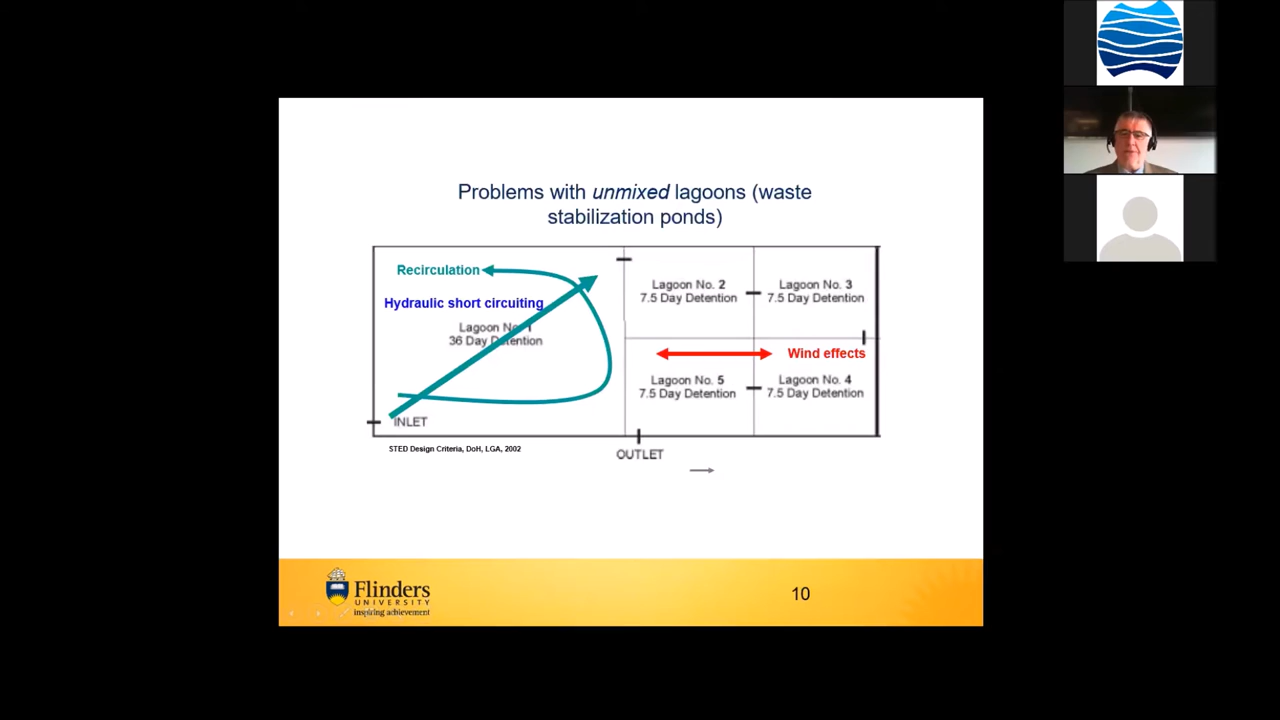 Problems with unmixed lagoons (waste
stabilization ponds)
Recirculation
Hydraulic short circuiting
Lagoon No. 1
36 Day Detention
INLET
Lagoon No. 2
7.5 Day Detention
Lagoon No. 3
7.5 Day Detention
Wind effects
Lagoon No. 5
7.5 Day Detention
Lagoon No. 4
7.5 Day Detention
STED Design Criteria, DoH, LGA, 2002
OUTLET
Flinders
UNIVERSITY
inspiring achievement
10